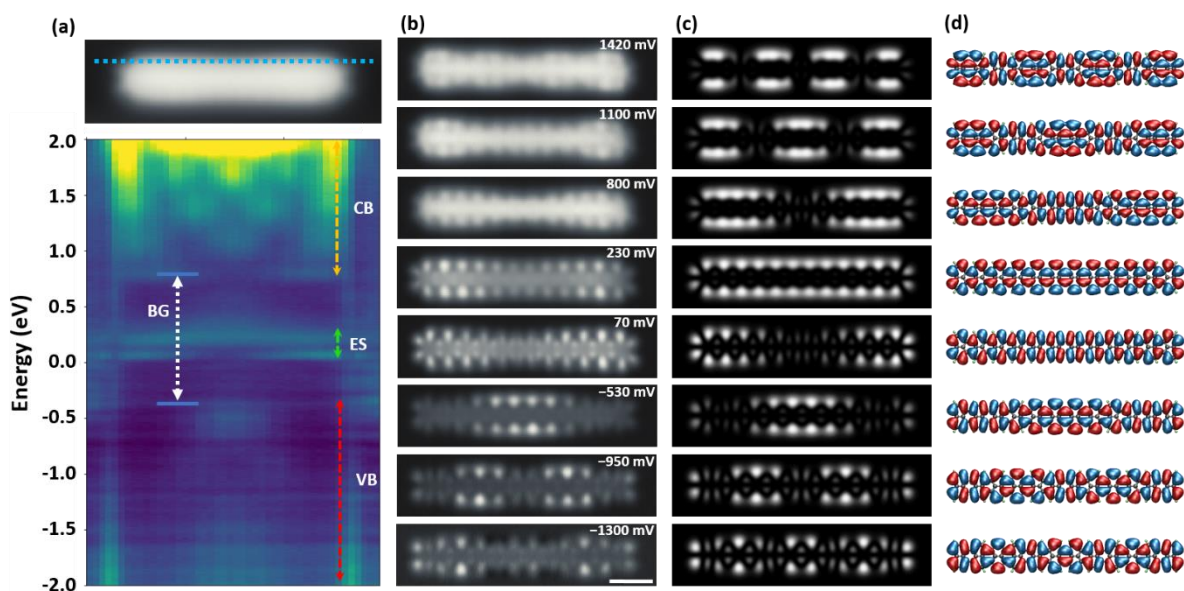 (a)
(b)
(c)
(d)
1420 mV
1100 mV
800 mV
230 mV
70 mV
−530 mV
−950 mV
−1300 mV
Energy (eV)
2.0
1.5
1.0
0.5
0.0
-0.5
-1.0
-1.5
-2.0
CB
BG
ES
VB